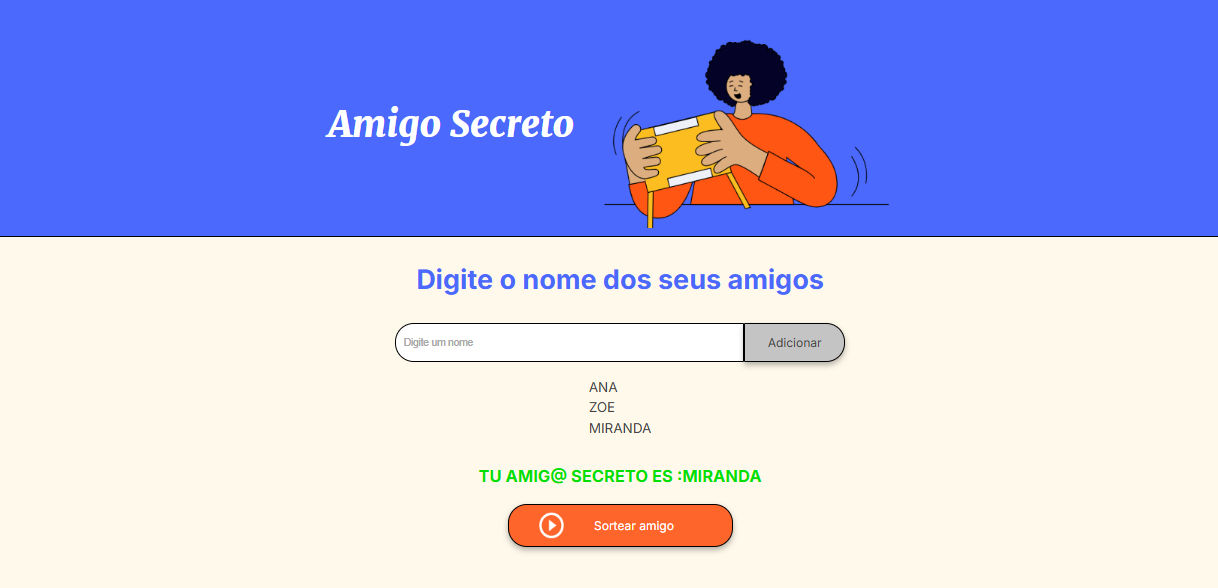 Amigo Secreto
Digite o nome dos seus amigos
Digite um nome
Adicionar
ANA
ZOE
MIRANDA
TU AMIG@ SECRETO ES :MIRANDA
Sortear amigo